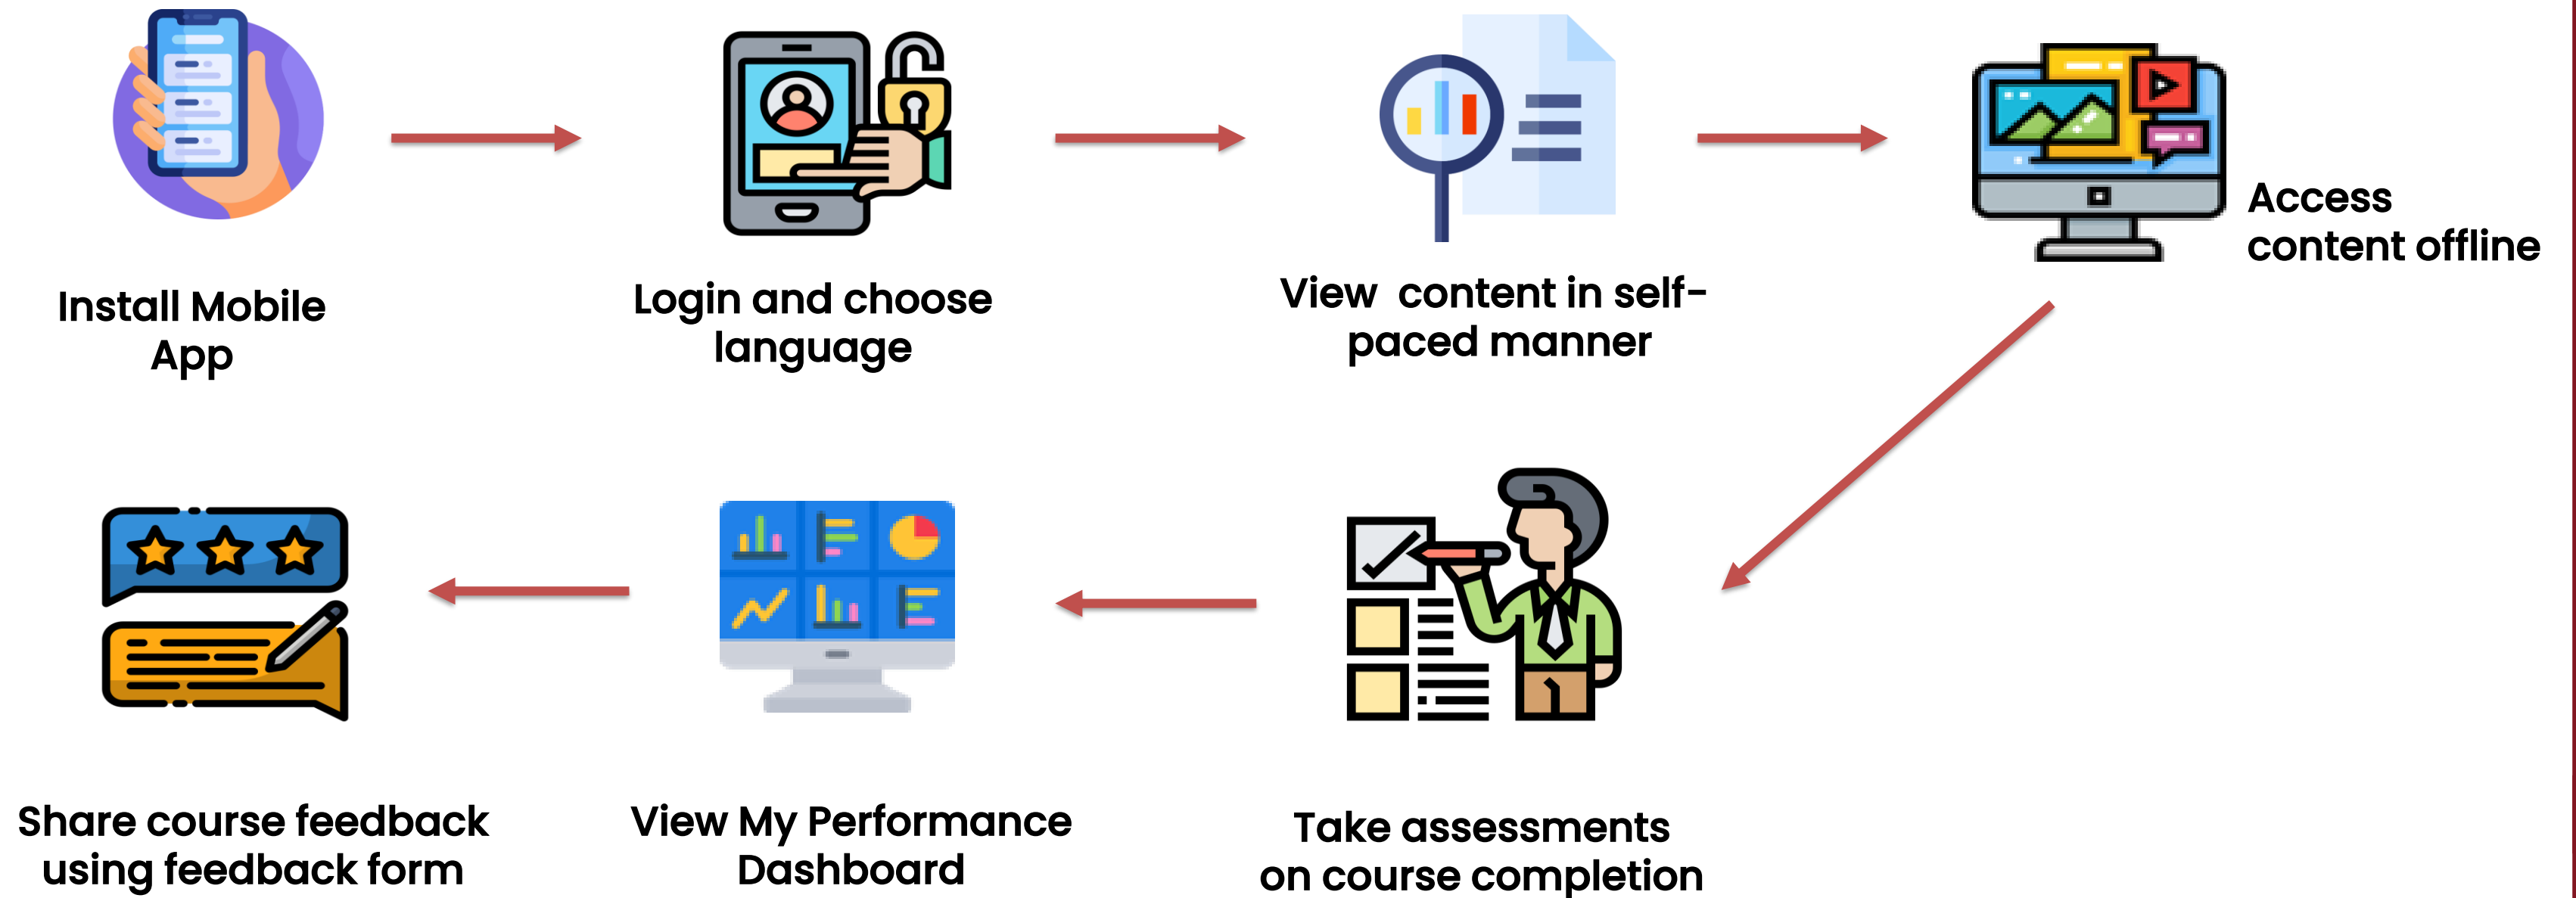 Install Mobile
App
Login and choose
language
View  content in self-
paced manner
Access
content offline
Share course feedback
using feedback form
View My Performance
Dashboard
Take assessments
on course completion